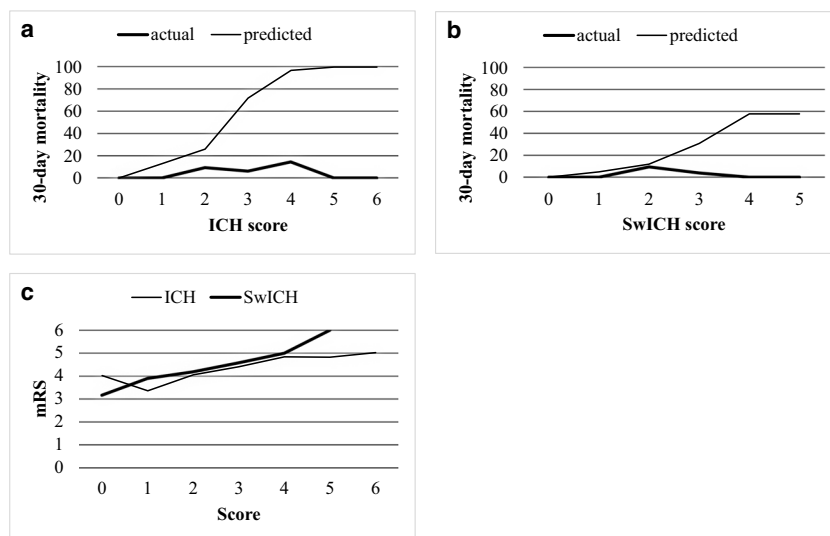 a
actual predicted
100
80
60
40
20
0
30-day mortality
0 1 2 3 4 5 6
ICH score
b
actual predicted
100
80
60
40
20
0
30-day mortality
0 1 2 3 4 5
SwICH score
c
ICH SwICH
6
5
4
3
2
1
0
mRS
0 1 2 3 4 5 6
Score